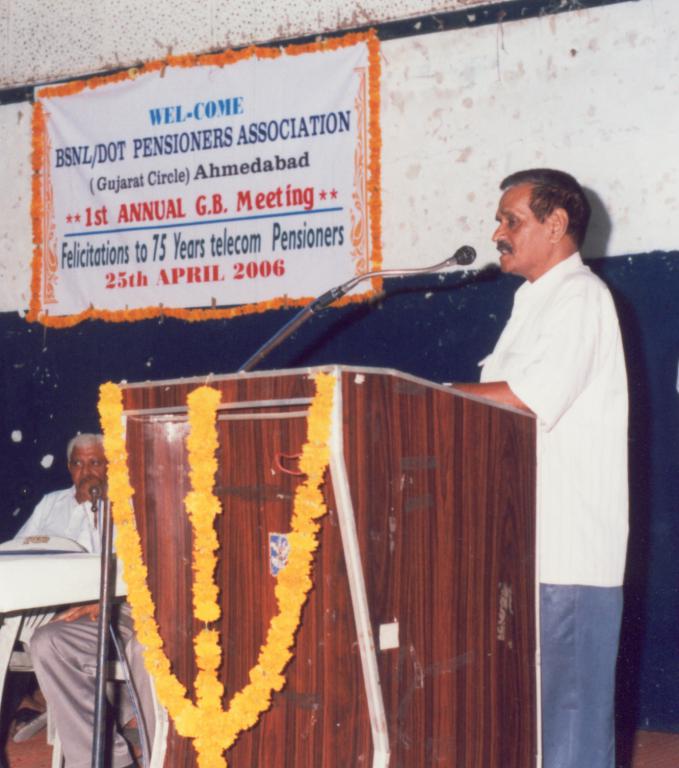 WEL-COME
BSNL/DOT PENSIONERS ASSOCIATION
(Gujarat Circle) Ahmedabad
** 1st ANNUAL G.B. Meeting **
Felicitations to 75 Years telecom Pensioners
25th APRIL 2006